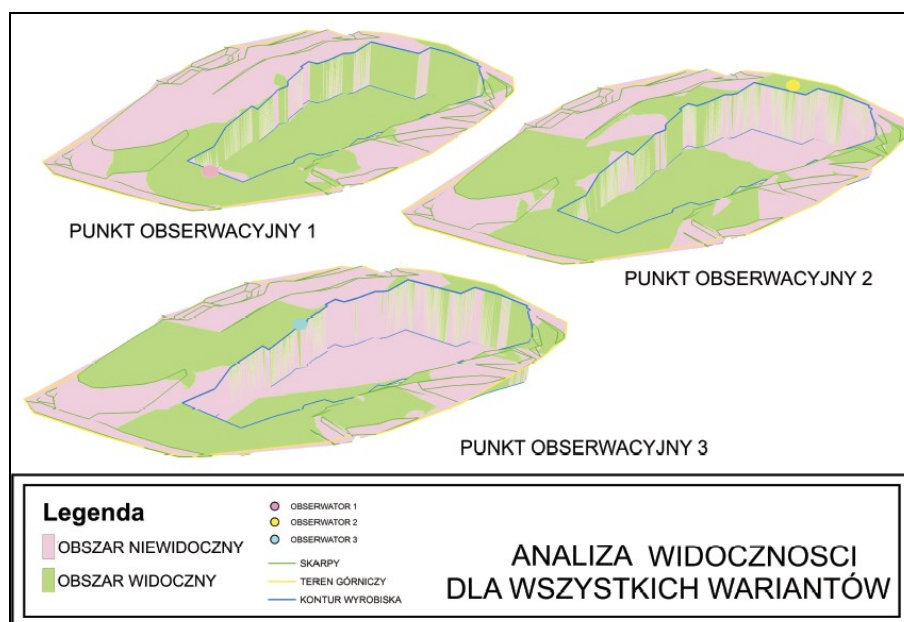 PUNKT OBSERWACYJNY 1
PUNKT OBSERWACYJNY 2
PUNKT OBSERWACYJNY 3
Legenda
OBSZAR NIEWIDOCZNY
OBSZAR WIDOCZNY
OBSERWATOR 1
OBSERWATOR 2
OBSERWATOR 3
SKARPY
TEREN GÓRNICZY
KONTUR WYROBISKA
ANALIZA WIDOCZNOSCI
DLA WSZYSTKICH WARIANTÓW